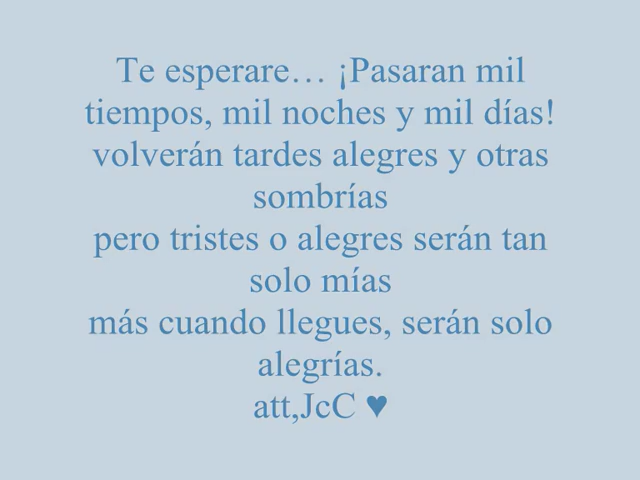 Te esperare… ¡Pasaran mil
tiempos, mil noches y mil días!
volverán tardes alegres y otras
sombrías
pero tristes o alegres serán tan
solo mías
más cuando llegues, serán solo
alegrías.
att,JcC ♥